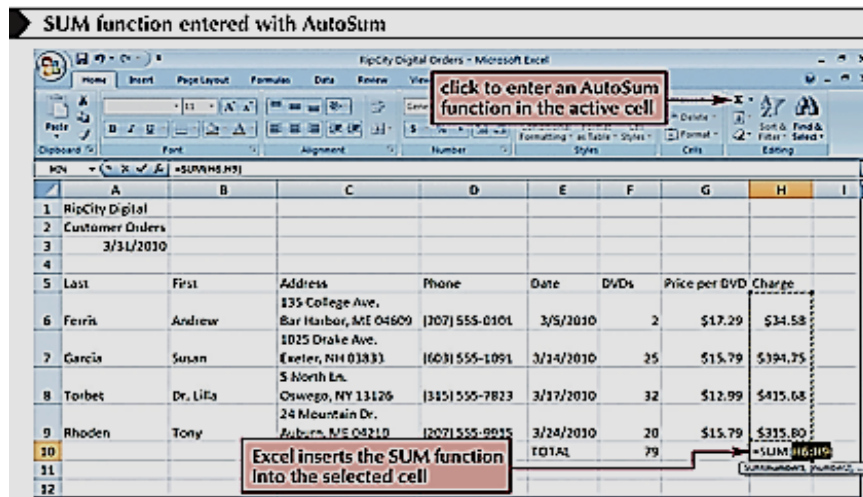 SUM function entered with AutoSum
RipCity Digital Orders - Microsoft Excel
Home Insert Page Layout Formulas Data Review
click to enter an AutoSum
function in the active cell
Paste
11
B I U
Delete
Format
Sort & Find &
Filter Select
Clipboard Font Alignment Number Styles Cells Editing
=SUM(H6:H9)
A B C D E F G H I
1 RipCity Digital
2 Customer Orders
3 3/31/2010
4
5 Last First Address Phone Date DVDs Price per DVD Charge
135 College Ave.
6 Ferris Andrew Bar Harbor, ME 04609 (207) 555-0101 3/5/2010 2 $17.29 $34.58
1025 Drake Ave.
7 Garcia Susan Exeter, NH 03833 (603) 555-1091 3/14/2010 25 $15.79 $394.75
5 North Ln.
8 Torbet Dr. Lilla Oswego, NY 13126 (315) 555-7823 3/17/2010 32 $12.99 $415.68
24 Mountain Dr.
9 Rhoden Tony Auburn, ME 04210 (207) 555-9915 3/24/2010 20 $15.79 $315.80
10 TOTAL 79 =SUM(H6:H9)
Excel inserts the SUM function
into the selected cell
11
12